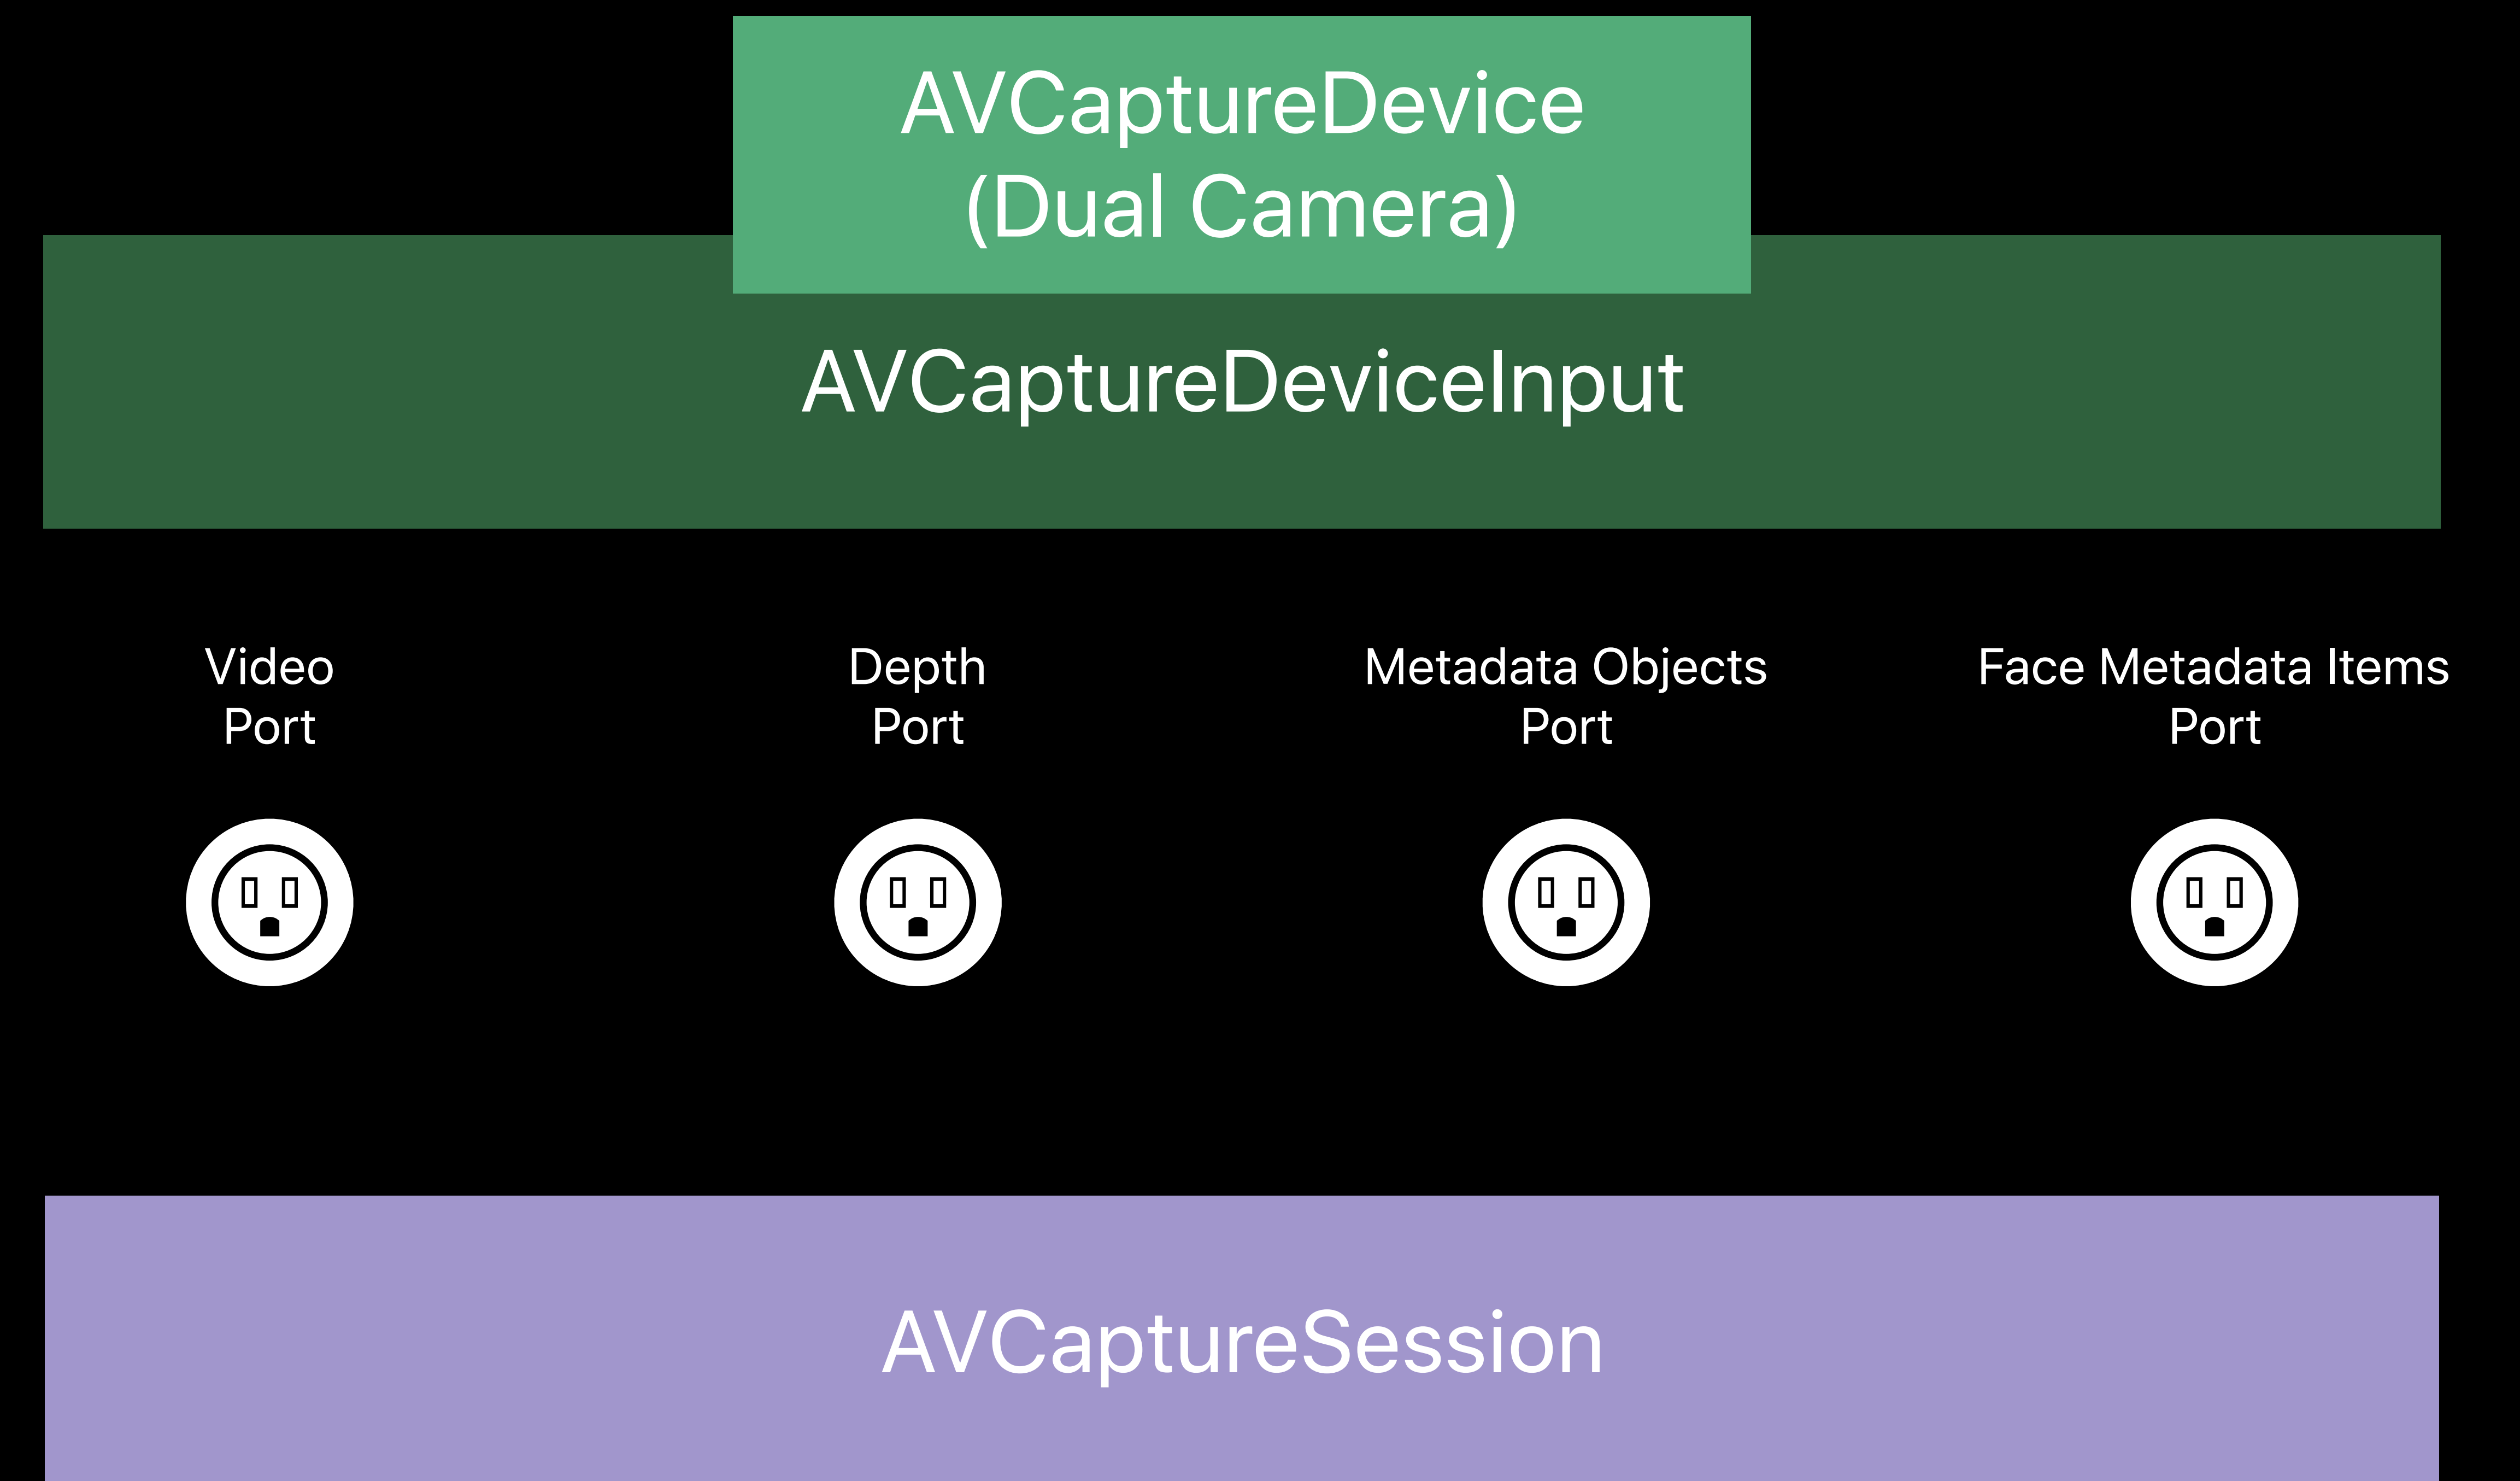 AVCaptureDevice
(Dual Camera)
AVCaptureDeviceInput
Video
Port
Depth
Port
Metadata Objects
Port
Face Metadata Items
Port
AVCaptureSession